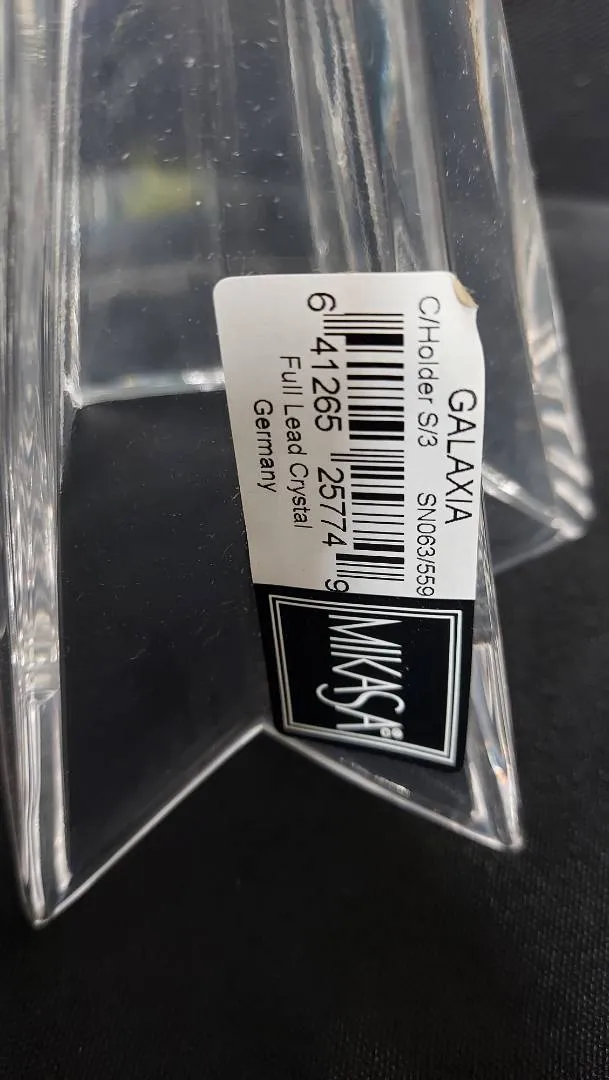 GALAXIA
C/Holder S/3 SN063/559
6 41265 25774 9
Full Lead Crystal
Germany
MIKASA®